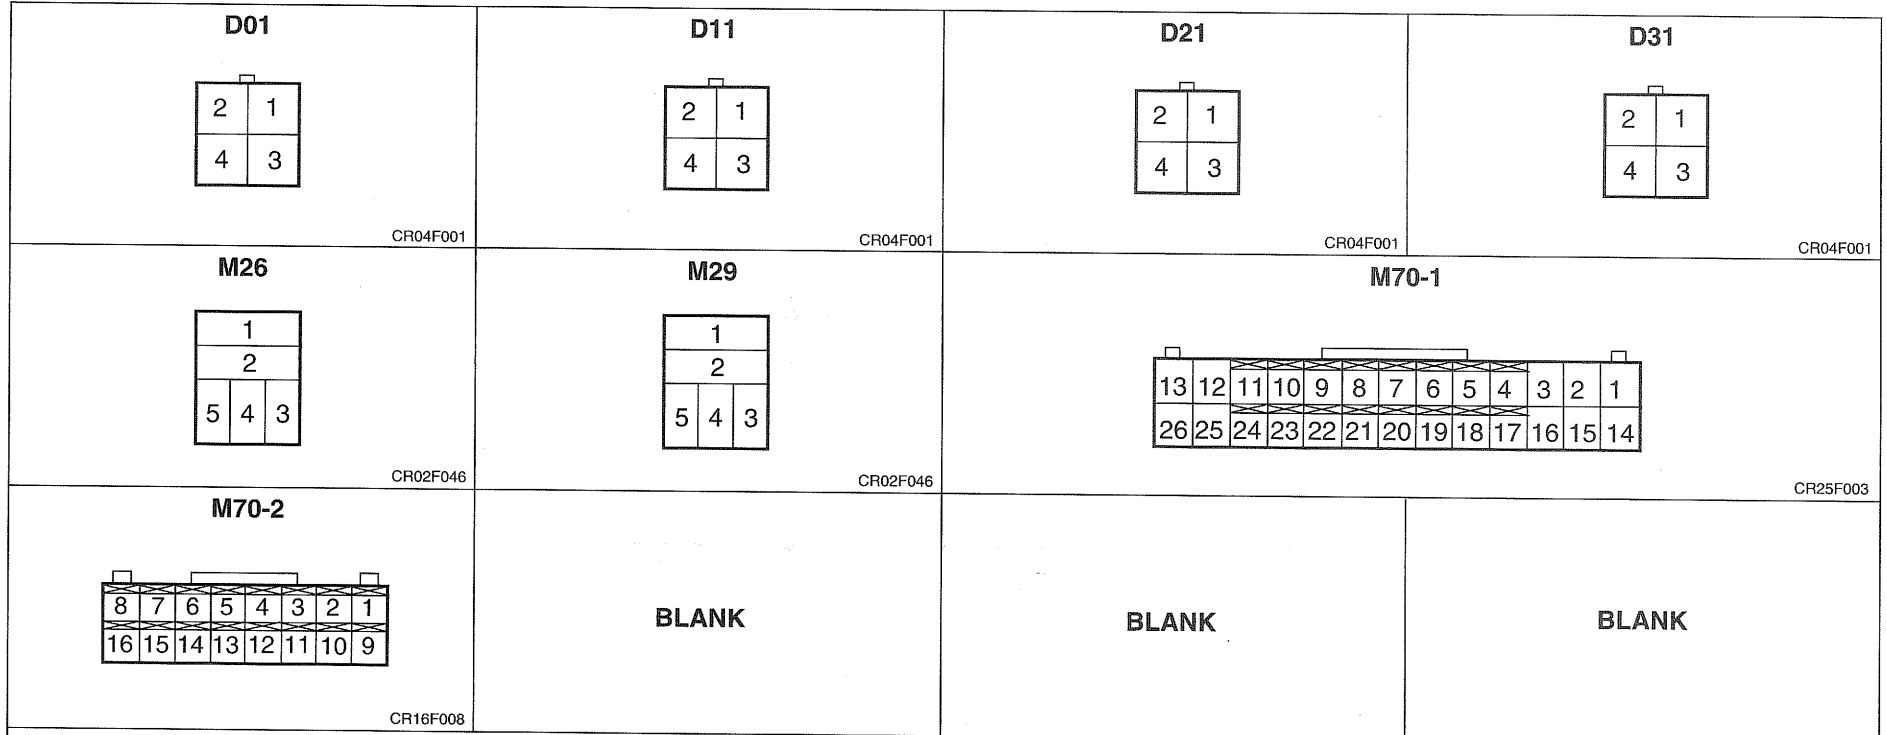 D01
2 1
4 3
CR04F001
D11
2 1
4 3
CR04F001
D21
2 1
4 3
CR04F001
D31
2 1
4 3
CR04F001
M26
1
2
5 4 3
CR02F046
M29
1
2
5 4 3
CR02F046
M70-1
13 12 11 10 9 8 7 6 5 4 3 2 1
26 25 24 23 22 21 20 19 18 17 16 15 14
CR25F003
M70-2
8 7 6 5 4 3 2 1
16 15 14 13 12 11 10 9
CR16F008
BLANK
BLANK
BLANK